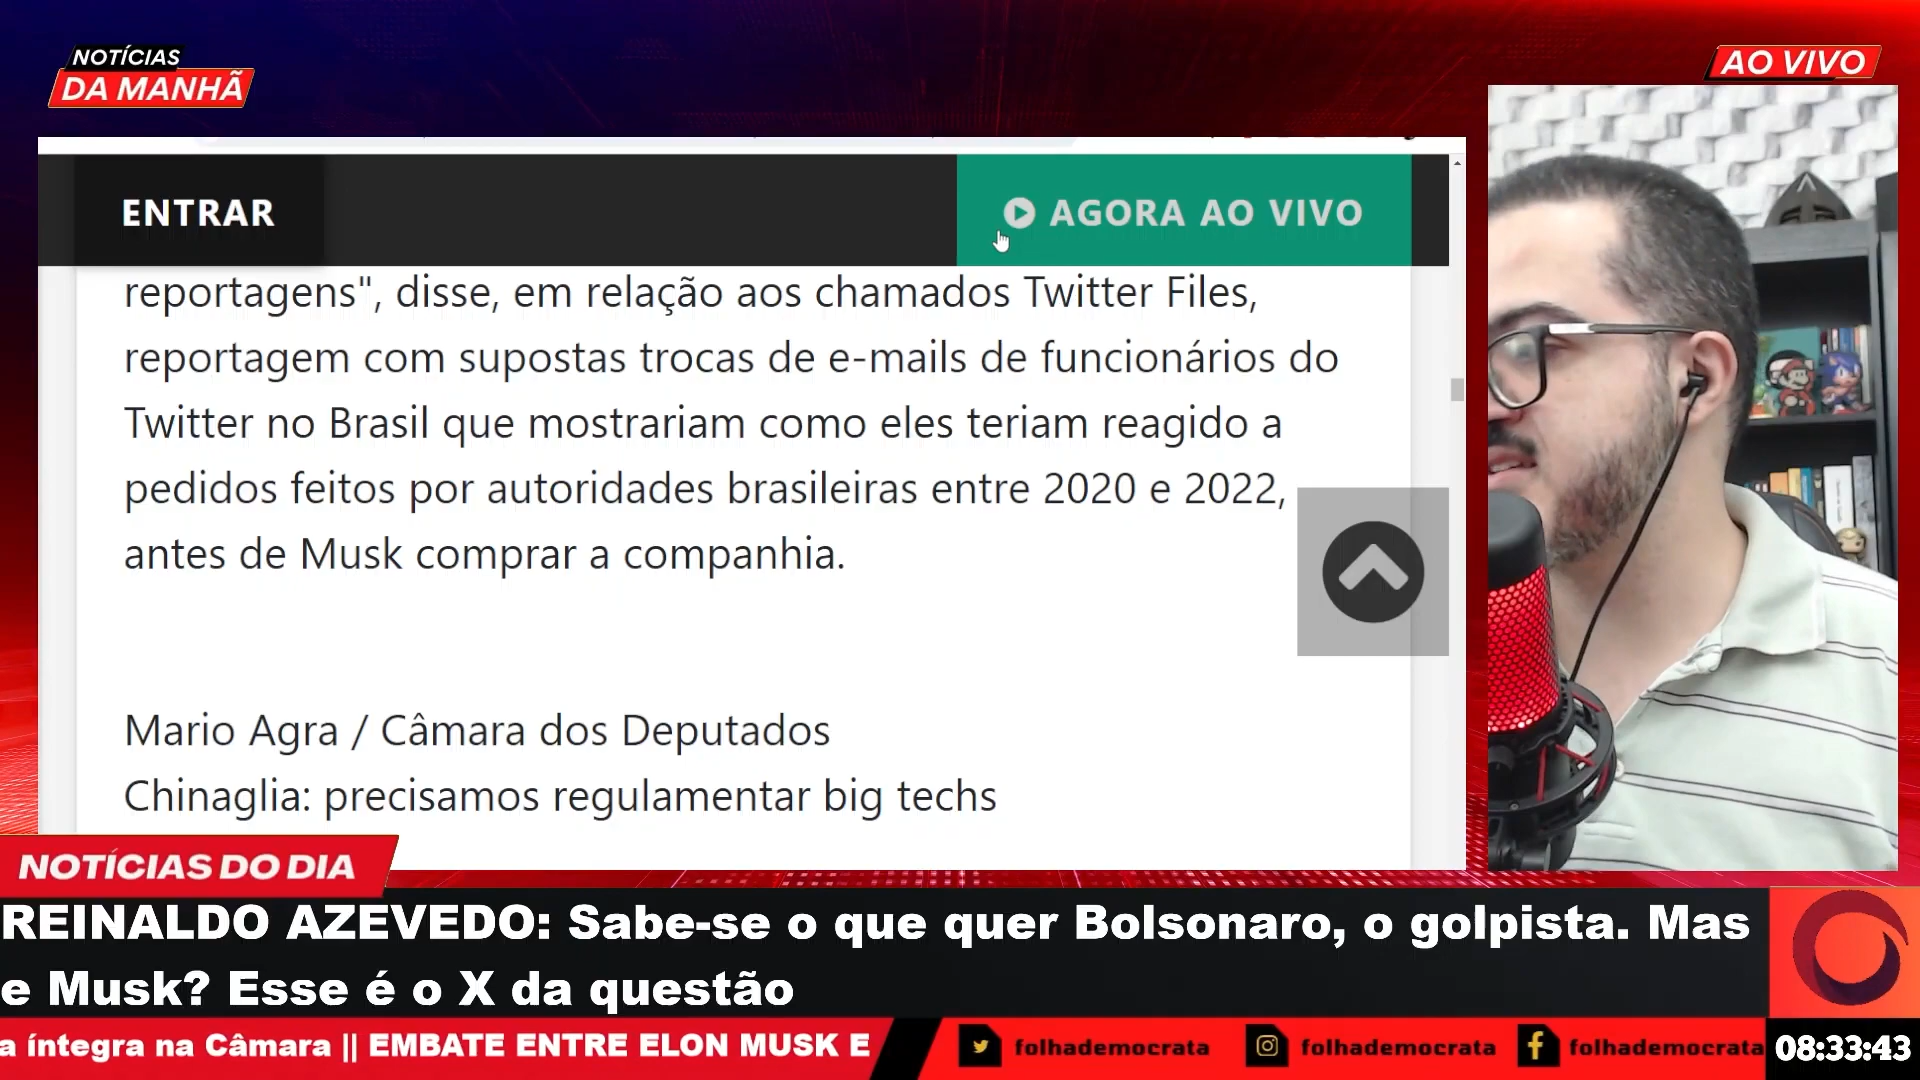 NOTÍCIAS
DA MANHÃ
AO VIVO
ENTRAR
AGORA AO VIVO
reportagens", disse, em relação aos chamados Twitter Files,
reportagem com supostas trocas de e-mails de funcionários do
Twitter no Brasil que mostrariam como eles teriam reagido a
pedidos feitos por autoridades brasileiras entre 2020 e 2022,
antes de Musk comprar a companhia.
Mario Agra / Câmara dos Deputados
Chinaglia: precisamos regulamentar big techs
NOTÍCIAS DO DIA
REINALDO AZEVEDO: Sabe-se o que quer Bolsonaro, o golpista. Mas
e Musk? Esse é o X da questão
a íntegra na Câmara || EMBATE ENTRE ELON MUSK E
folhademocrata
folhademocrata
folhademocrata
08:33:43